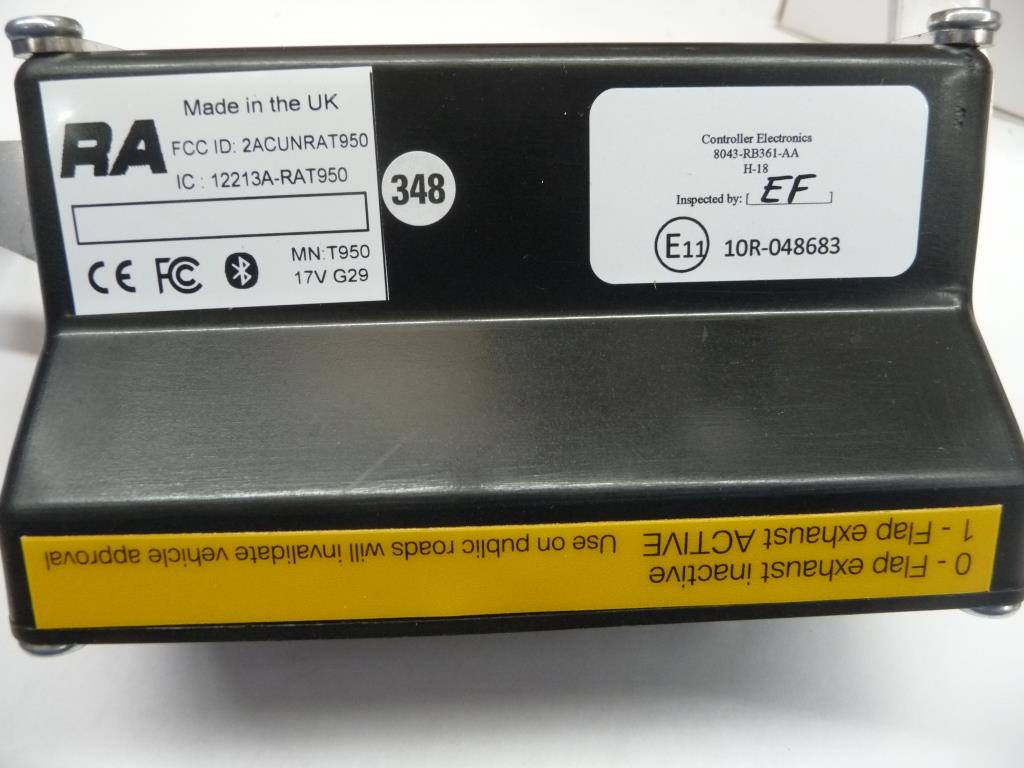 Made in the UK
RA
FCC ID: 2ACUNRAT950
IC : 12213A-RAT950
CE FC
MN: T950
17V G29
348
Controller Electronics
8043-RB361-AA
H-18
Inspected by: [ EF ]
E11 10R-048683
0 - Flap exhaust inactive
1 - Flap exhaust ACTIVE Use on public roads will invalidate vehicle approval